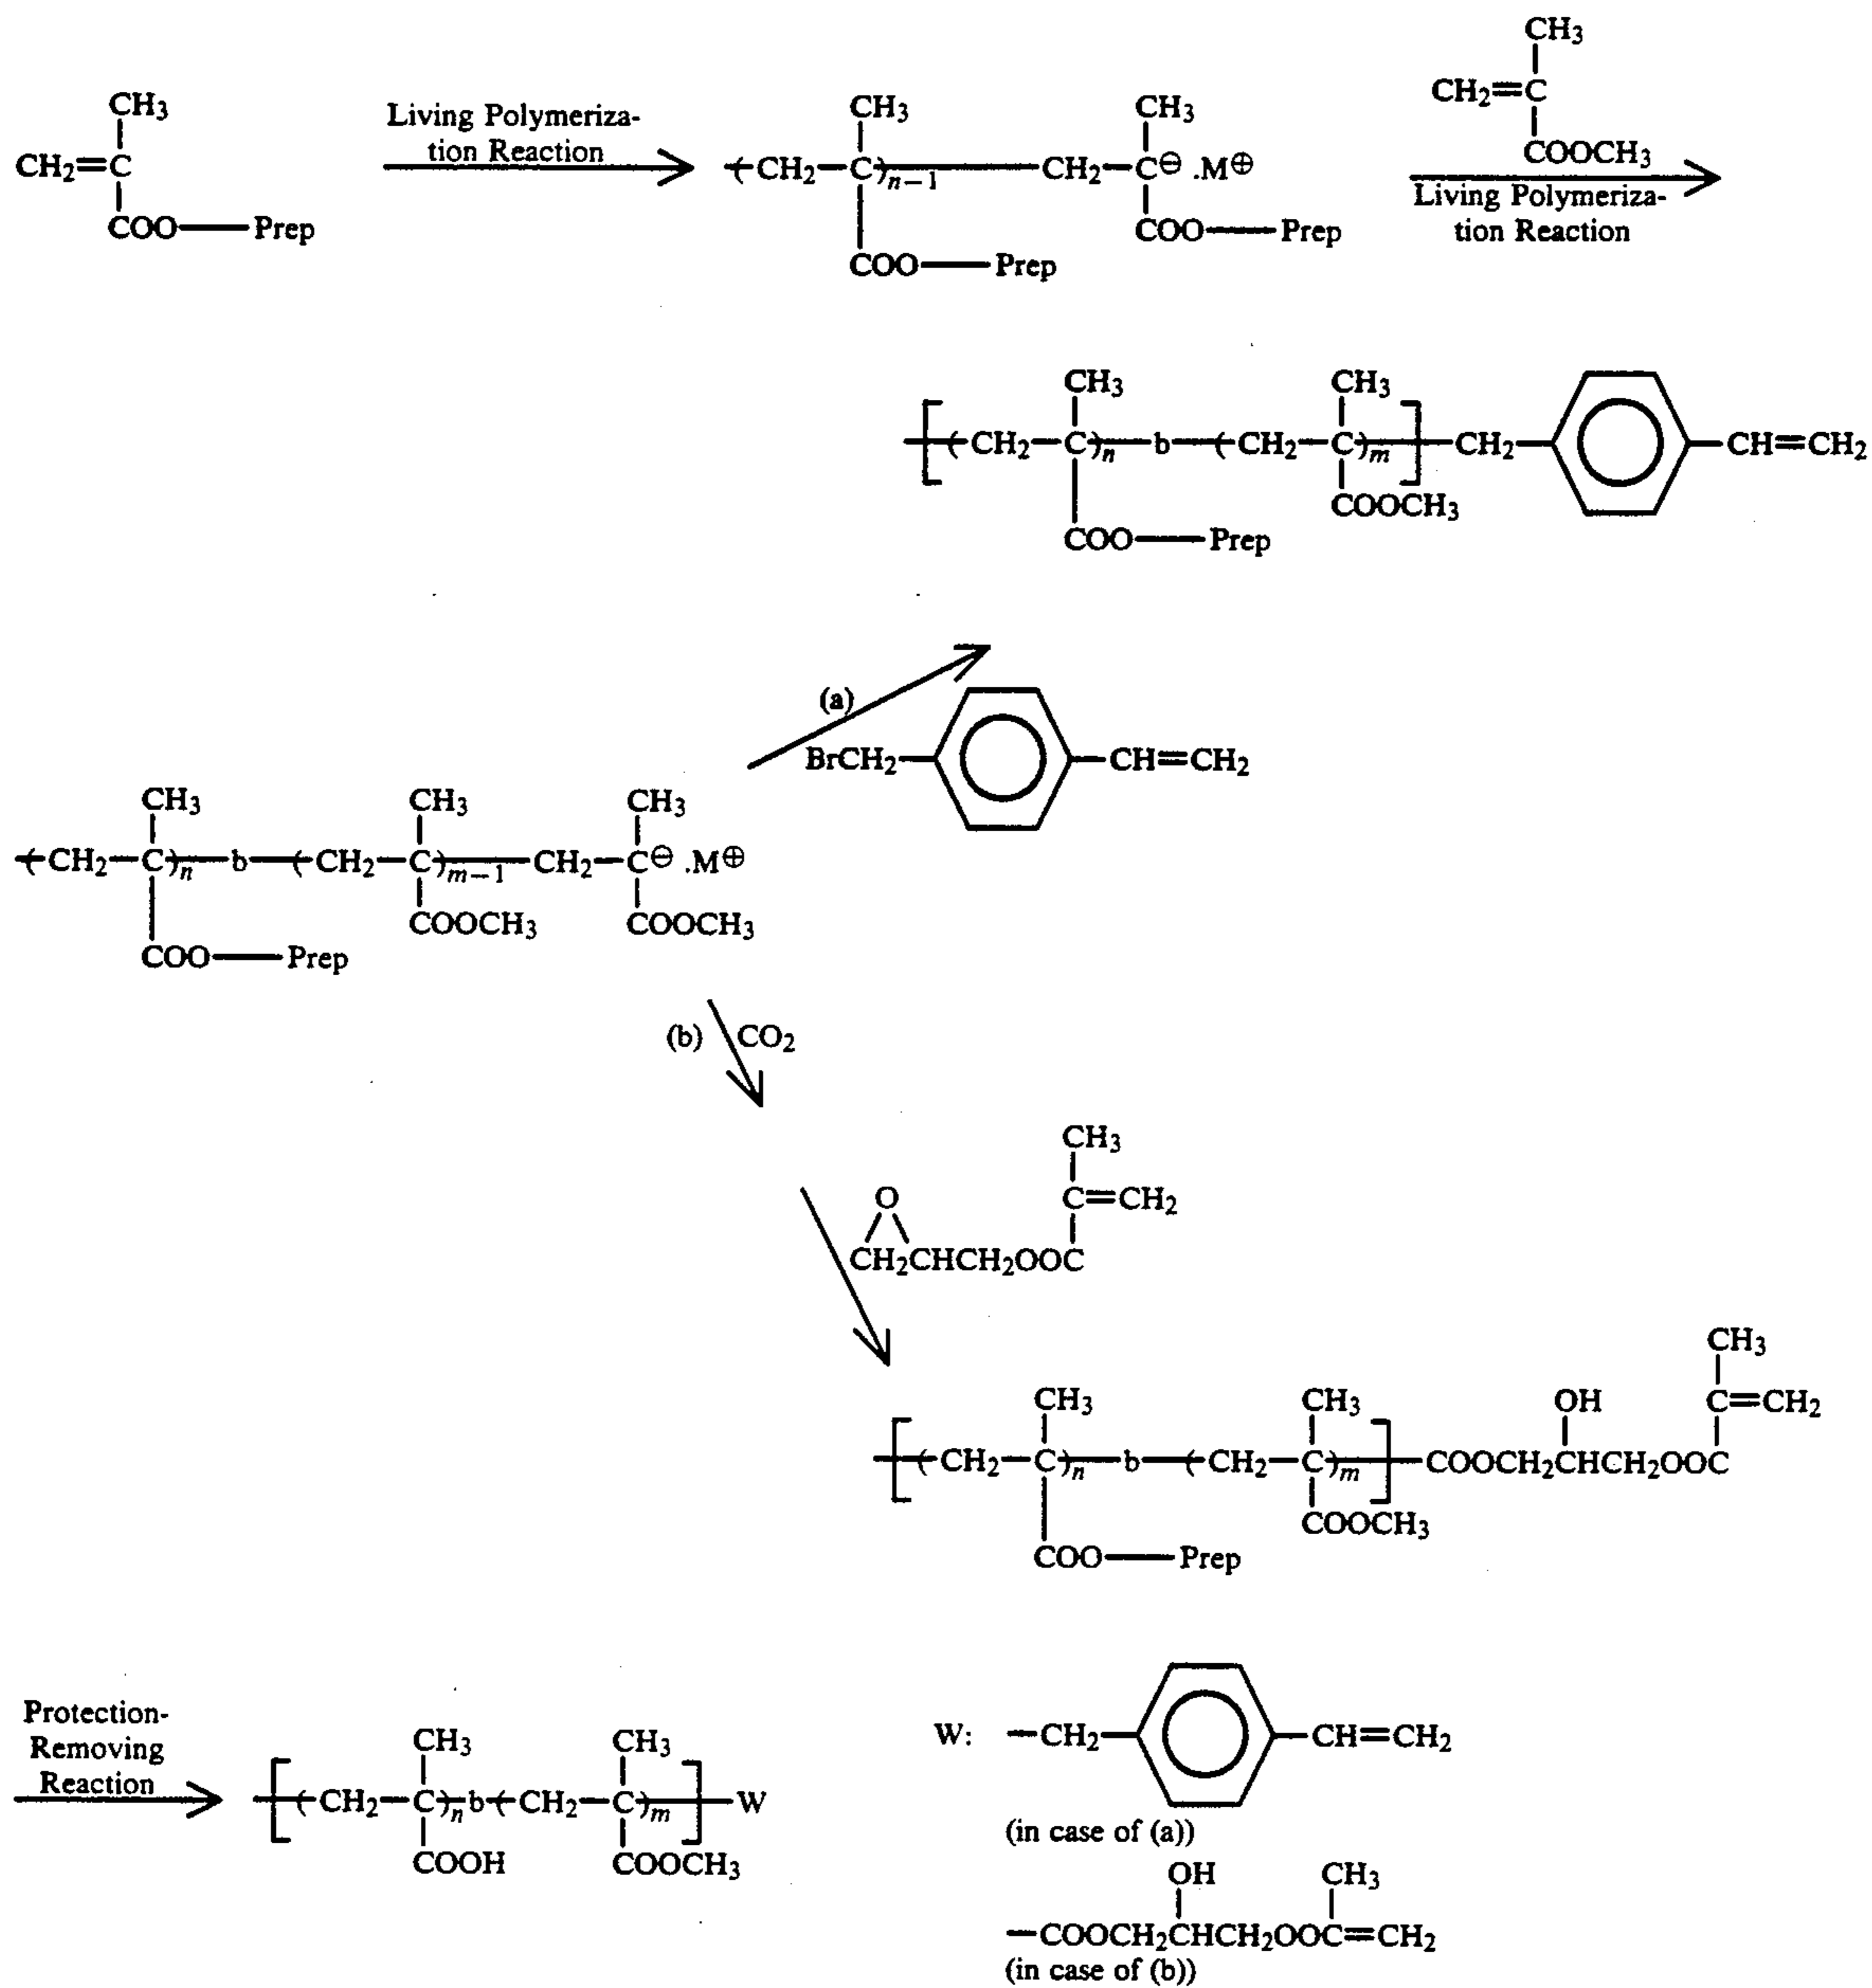 CH3
CH2=C
COO—Prep
Living Polymeriza-
tion Reaction
CH3 CH3
-(CH2-C)n-1—CH2-C⊖ .M⊕
COO—Prep COO—Prep
CH3
CH2=C
COOCH3
Living Polymeriza-
tion Reaction
CH3 CH3
[-(CH2-C)n-b-(CH2-C)m-]-CH2- -CH=CH2
COOCH3
COO—Prep
(a)
BrCH2- -CH=CH2
CH3 CH3 CH3
-(CH2-C)n-b-(CH2-C)m-1—CH2-C⊖ .M⊕
COOCH3 COOCH3
COO—Prep
(b) CO2
CH3
O C=CH2
CH2CHCH2OOC
CH3
CH3 CH3 OH C=CH2
[-(CH2-C)n-b-(CH2-C)m-]-COOCH2CHCH2OOC
COOCH3
COO—Prep
Protection-
Removing
Reaction
CH3 CH3
[-(CH2-C)n-b-(CH2-C)m-]-W
COOH COOCH3
W: -CH2- -CH=CH2
(in case of (a))
OH CH3
-COOCH2CHCH2OOC=CH2
(in case of (b))